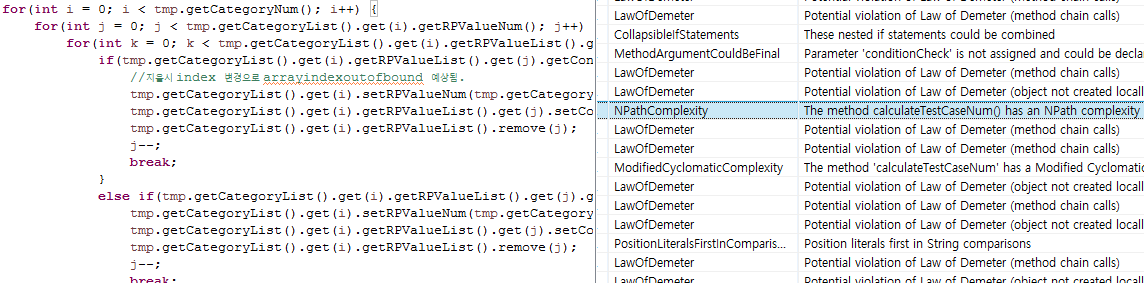 for(int i = 0; i < tmp.getCategoryNum(); i++) {
for(int j = 0; j < tmp.getCategoryList().get(i).getRPValueNum(); j++)
for(int k = 0; k < tmp.getCategoryList().get(i).getRPValueList().g
if(tmp.getCategoryList().get(i).getRPValueList().get(j).getCon
//지울시 index 변경으로 arrayindexoutofbound 예상됨.
tmp.getCategoryList().get(i).setRPValueNum(tmp.getCategory
tmp.getCategoryList().get(i).getRPValueList().get(j).setCo
tmp.getCategoryList().get(i).getRPValueList().remove(j);
j--;
break;
}
else if(tmp.getCategoryList().get(i).getRPValueList().get(j).g
tmp.getCategoryList().get(i).setRPValueNum(tmp.getCategory
tmp.getCategoryList().get(i).getRPValueList().get(j).setCo
tmp.getCategoryList().get(i).getRPValueList().remove(j);
j--;
break;
LawOfDemeter Potential violation of Law of Demeter (method chain calls)
LawOfDemeter Potential violation of Law of Demeter (method chain calls)
CollapsibleIfStatements These nested if statements could be combined
MethodArgumentCouldBeFinal Parameter 'conditionCheck' is not assigned and could be decla
LawOfDemeter Potential violation of Law of Demeter (method chain calls)
LawOfDemeter Potential violation of Law of Demeter (object not created locall
NPathComplexity The method calculateTestCaseNum() has an NPath complexity
LawOfDemeter Potential violation of Law of Demeter (method chain calls)
LawOfDemeter Potential violation of Law of Demeter (method chain calls)
ModifiedCyclomaticComplexity The method 'calculateTestCaseNum' has a Modified Cyclomati
LawOfDemeter Potential violation of Law of Demeter (object not created locall
LawOfDemeter Potential violation of Law of Demeter (method chain calls)
LawOfDemeter Potential violation of Law of Demeter (object not created locall
PositionLiteralsFirstInComparis... Position literals first in String comparisons
LawOfDemeter Potential violation of Law of Demeter (method chain calls)
LawOfDemeter Potential violation of Law of Demeter (object not created locall